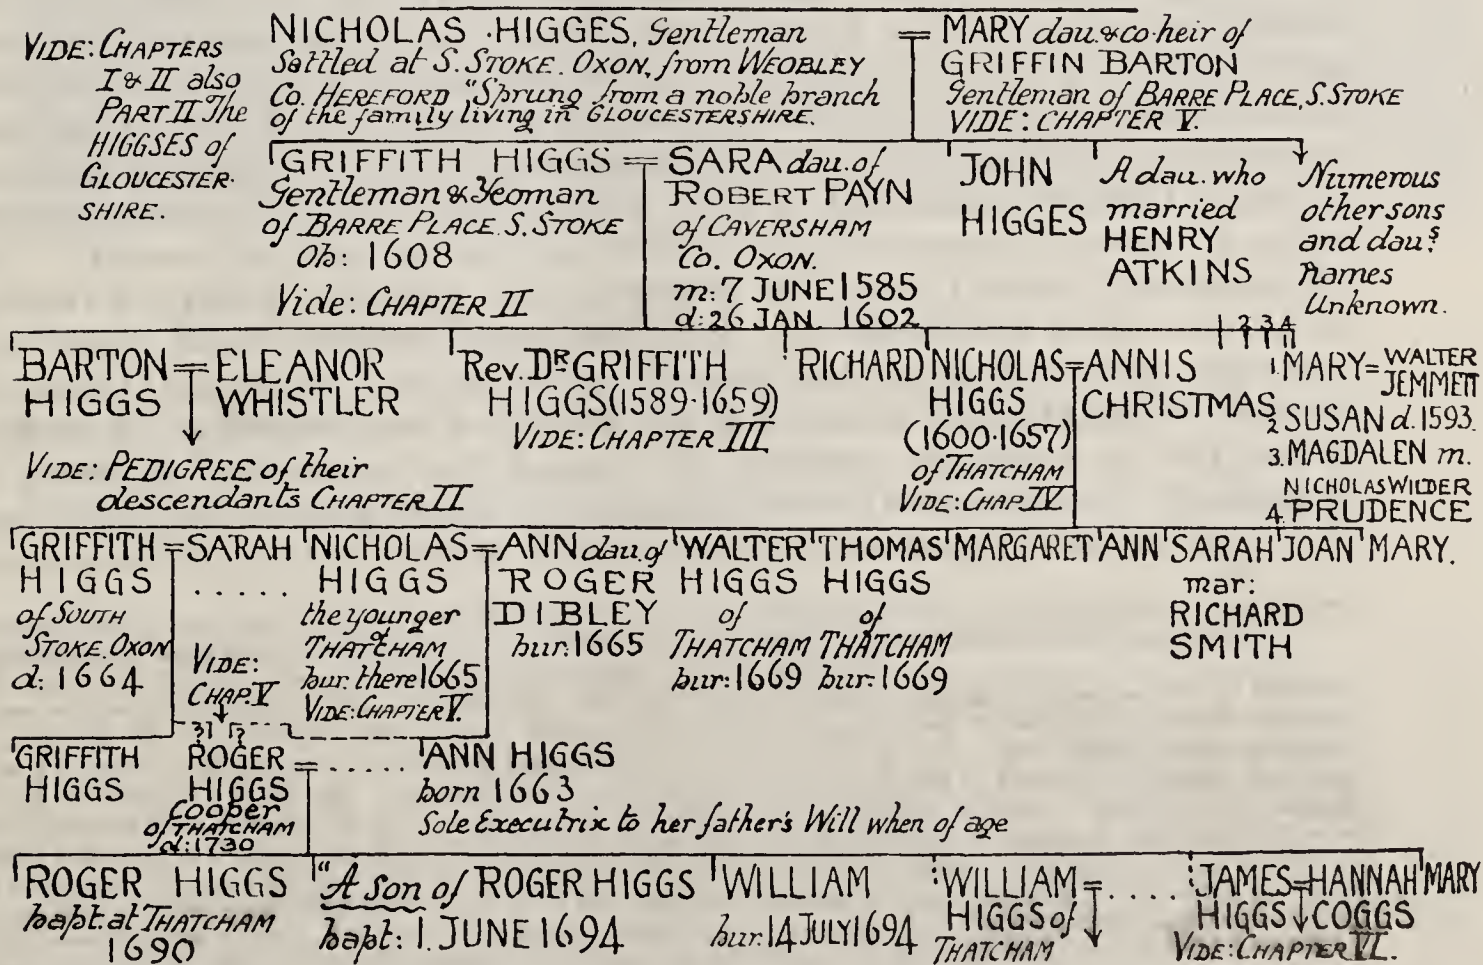 VIDE: CHAPTERS
I & II also
PART II The
HIGGSES of
GLOUCESTER-
SHIRE.
NICHOLAS HIGGES, Gentleman
Sattled at S. STOKE. OXON, from WEOBLEY
Co. HEREFORD "Sprung from a noble branch
of the family living in GLOUCESTERSHIRE.
= MARY dau. & co-heir of
GRIFFIN BARTON
Gentleman of BARRE PLACE, S. STOKE
VIDE: CHAPTER V.
GRIFFITH HIGGS =
Gentleman & Yeoman
of BARRE PLACE. S. STOKE
Ob: 1608
Vide: CHAPTER II
SARA dau. of
ROBERT PAYN
of CAVERSHAM
Co. OXON.
m: 7 JUNE 1585
d: 26 JAN. 1602
JOHN
HIGGES
A dau. who
married
HENRY
ATKINS
Numerous
other sons
and dau.s
names
Unknown.
1 2 3 4
BARTON = ELEANOR
HIGGS WHISTLER
VIDE: PEDIGREE of their
descendants CHAPTER II
Rev. DR GRIFFITH
HIGGS (1589-1659)
VIDE: CHAPTER III
RICHARD
NICHOLAS = ANNIS
HIGGS CHRISTMAS
(1600-1657)
of THATCHAM
VIDE: CHAP. IV
1. MARY = WALTER
JEMMETT
2 SUSAN d. 1593.
3. MAGDALEN m.
NICHOLAS WILDER
4. PRUDENCE
GRIFFITH = SARAH
HIGGS .....
of SOUTH
STOKE. OXON
d: 1664
VIDE:
CHAP. V
NICHOLAS =
HIGGS
the younger
of
THATCHAM
bur. there 1665
VIDE: CHAPTER V.
ANN dau. of
ROGER
DIBLEY
bur: 1665
WALTER
HIGGS
of
THATCHAM
bur: 1669
THOMAS
HIGGS
of
THATCHAM
bur: 1669
MARGARET ANN SARAH JOAN MARY.
mar:
RICHARD
SMITH
? ?
GRIFFITH
HIGGS
ROGER = .....
HIGGS
Cooper
of THATCHAM
d: 1730
ANN HIGGS
born 1663
Sole Executrix to her father's Will when of age
ROGER HIGGS
bapt. at THATCHAM
1690
"A son of ROGER HIGGS
bapt: 1. JUNE 1694
WILLIAM
bur. 14 JULY 1694
WILLIAM = ....
HIGGS of
THATCHAM
JAMES = HANNAH
HIGGS COGGS
VIDE: CHAPTER VI.
MARY